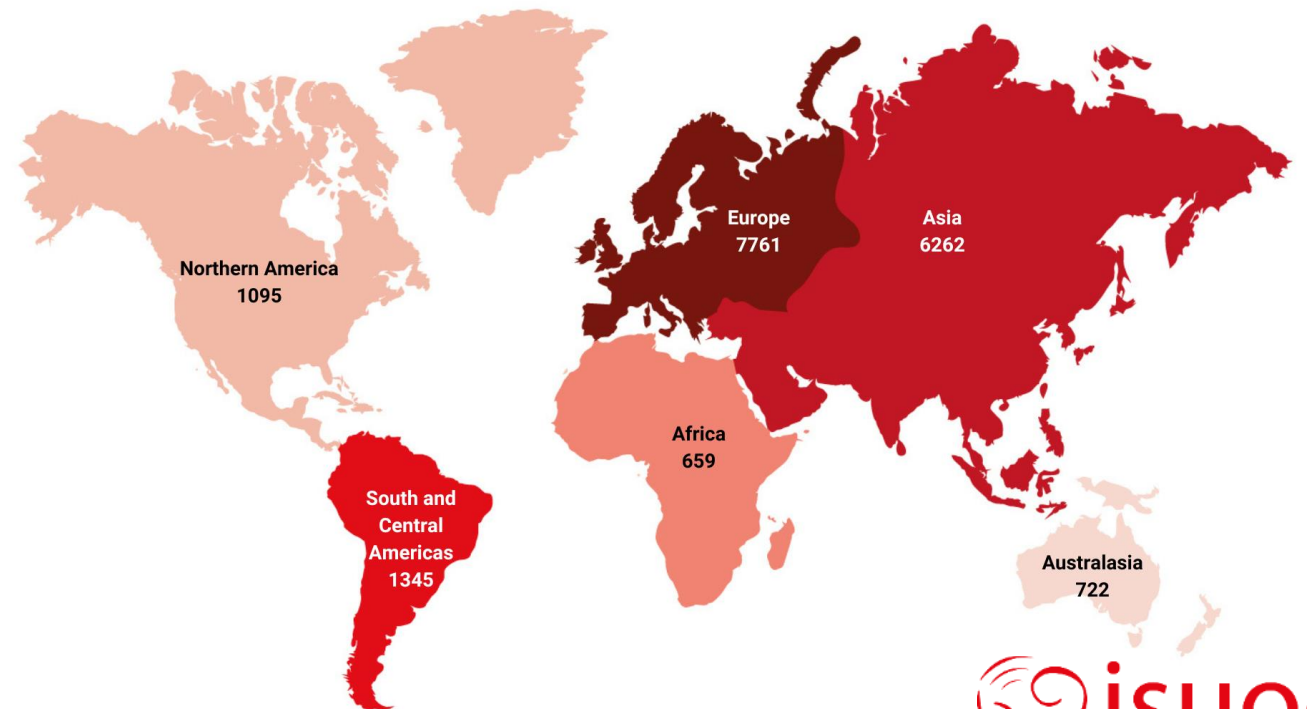 Northern America
1095
Europe
7761
Asia
6262
Africa
659
South and
Central
Americas
1345
Australasia
722